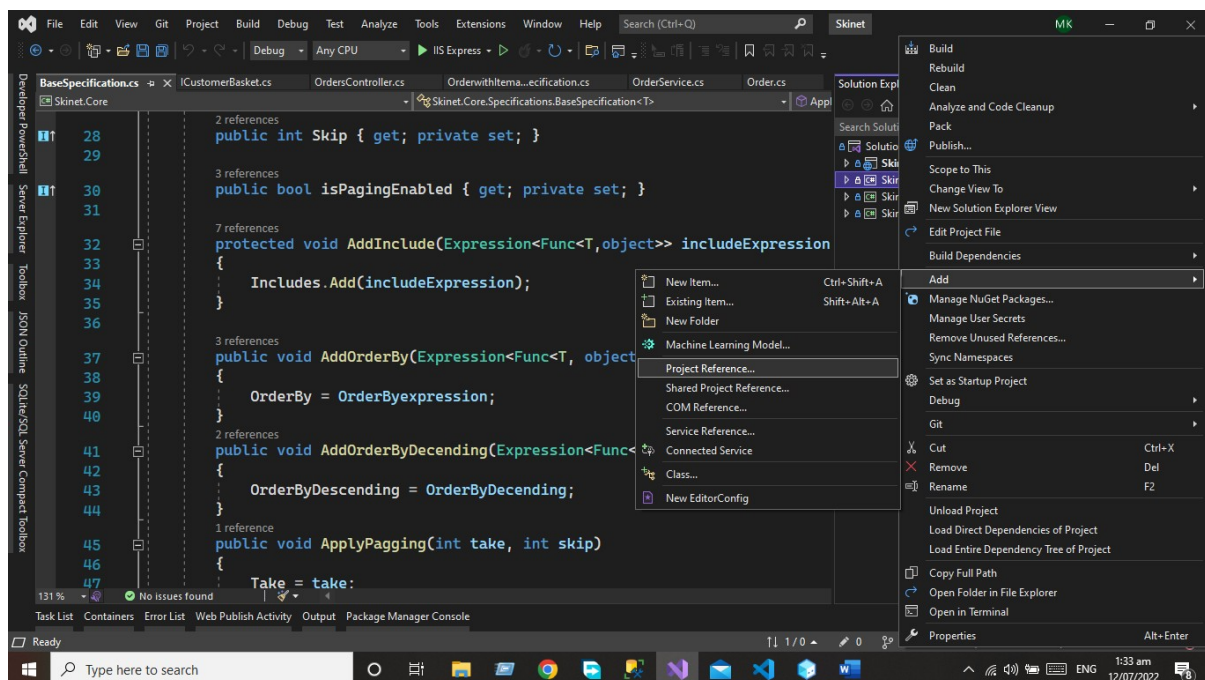 File Edit View Git Project Build Debug Test Analyze Tools Extensions Window Help Search (Ctrl+Q) Skinet MK
Debug Any CPU IIS Express
BaseSpecification.cs ICustomerBasket.cs OrdersController.cs OrderwithItema...ecification.cs OrderService.cs Order.cs
Skinet.Core Skinet.Core.Specifications.BaseSpecification<T> Appl
Developer PowerShell
Server Explorer
Toolbox
JSON Outline
SQLite/SQL Server Compact Toolbox
2 references
28 public int Skip { get; private set; }
29
3 references
30 public bool isPagingEnabled { get; private set; }
31
7 references
32 protected void AddInclude(Expression<Func<T,object>> includeExpression
33 {
34 Includes.Add(includeExpression);
35 }
36
3 references
37 public void AddOrderBy(Expression<Func<T, object
38 {
39 OrderBy = OrderByexpression;
40 }
2 references
41 public void AddOrderByDecending(Expression<Func<
42 {
43 OrderByDescending = OrderByDecending;
44 }
1 reference
45 public void ApplyPagging(int take, int skip)
46 {
47 Take = take;
131 % No issues found
Task List Containers Error List Web Publish Activity Output Package Manager Console
Ready 1/0 0
Solution Expl
Search Soluti
Solutio
Ski
Skir
Skir
Skir
New Item... Ctrl+Shift+A
Existing Item... Shift+Alt+A
New Folder
Machine Learning Model...
Project Reference...
Shared Project Reference...
COM Reference...
Service Reference...
Connected Service
Class...
New EditorConfig
Build
Rebuild
Clean
Analyze and Code Cleanup
Pack
Publish...
Scope to This
Change View To
New Solution Explorer View
Edit Project File
Build Dependencies
Add
Manage NuGet Packages...
Manage User Secrets
Remove Unused References...
Sync Namespaces
Set as Startup Project
Debug
Git
Cut Ctrl+X
Remove Del
Rename F2
Unload Project
Load Direct Dependencies of Project
Load Entire Dependency Tree of Project
Copy Full Path
Open Folder in File Explorer
Open in Terminal
Properties Alt+Enter
Type here to search ENG 1:33 am
12/07/2022 8